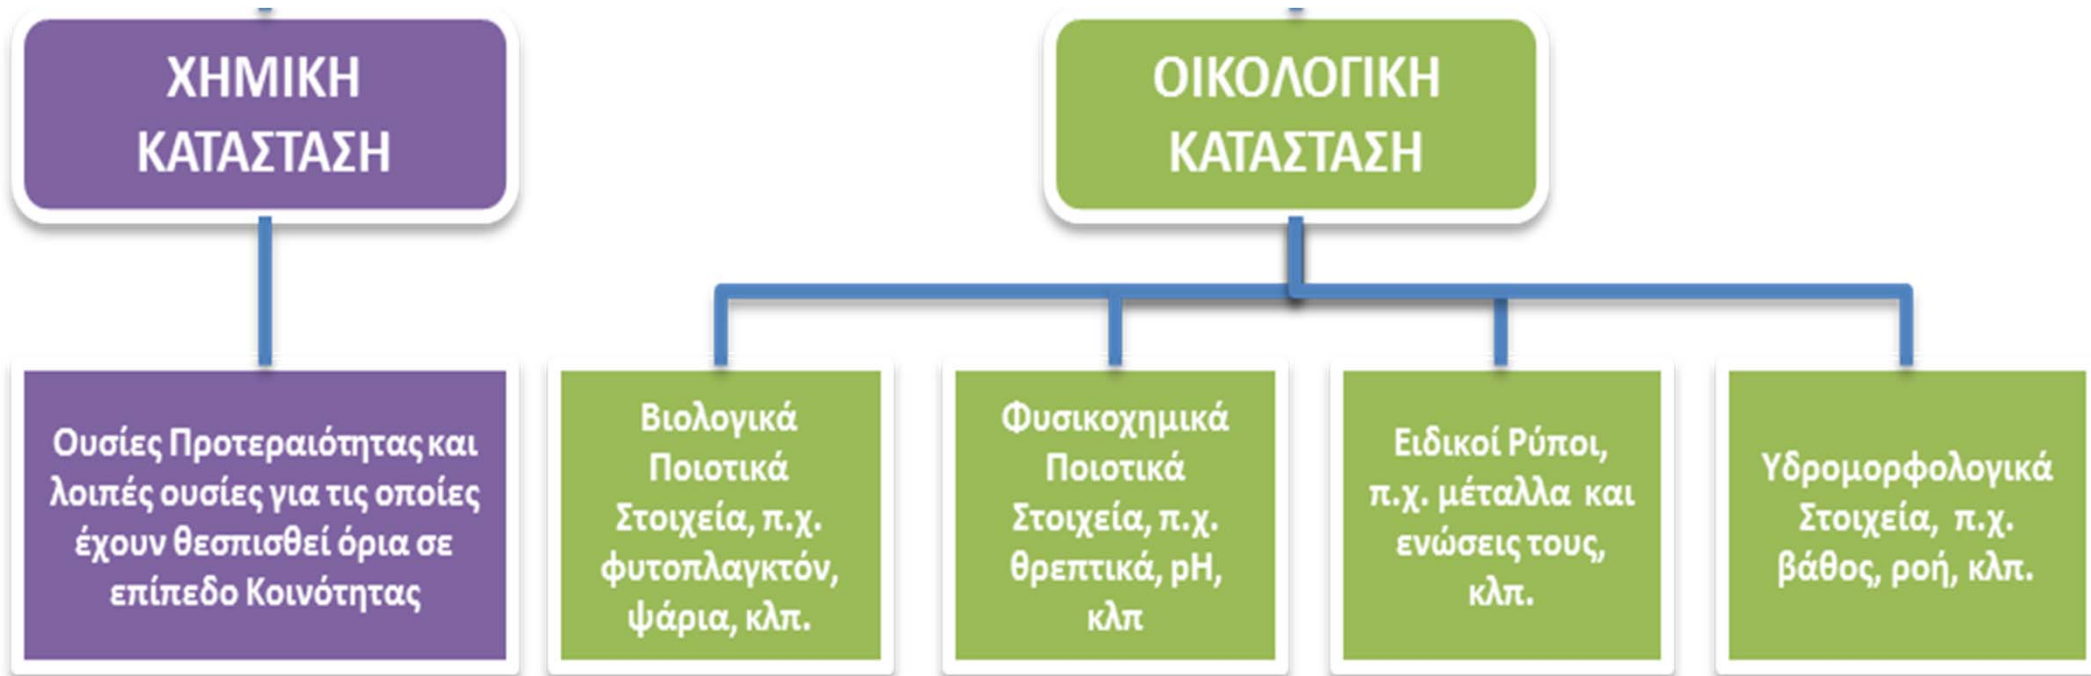 ΧΗΜΙΚΗ
ΚΑΤΑΣΤΑΣΗ
ΟΙΚΟΛΟΓΙΚΗ
ΚΑΤΑΣΤΑΣΗ
Ουσίες Προτεραιότητας και
λοιπές ουσίες για τις οποίες
έχουν θεσπισθεί όρια σε
επίπεδο Κοινότητας
Βιολογικά
Ποιοτικά
Στοιχεία, π.χ.
φυτοπλαγκτόν,
ψάρια, κλπ.
Φυσικοχημικά
Ποιοτικά
Στοιχεία, π.χ.
θρεπτικά, pH,
κλπ
Ειδικοί Ρύποι,
π.χ. μέταλλα και
ενώσεις τους,
κλπ.
Υδρομορφολογικά
Στοιχεία, π.χ.
βάθος, ροή, κλπ.